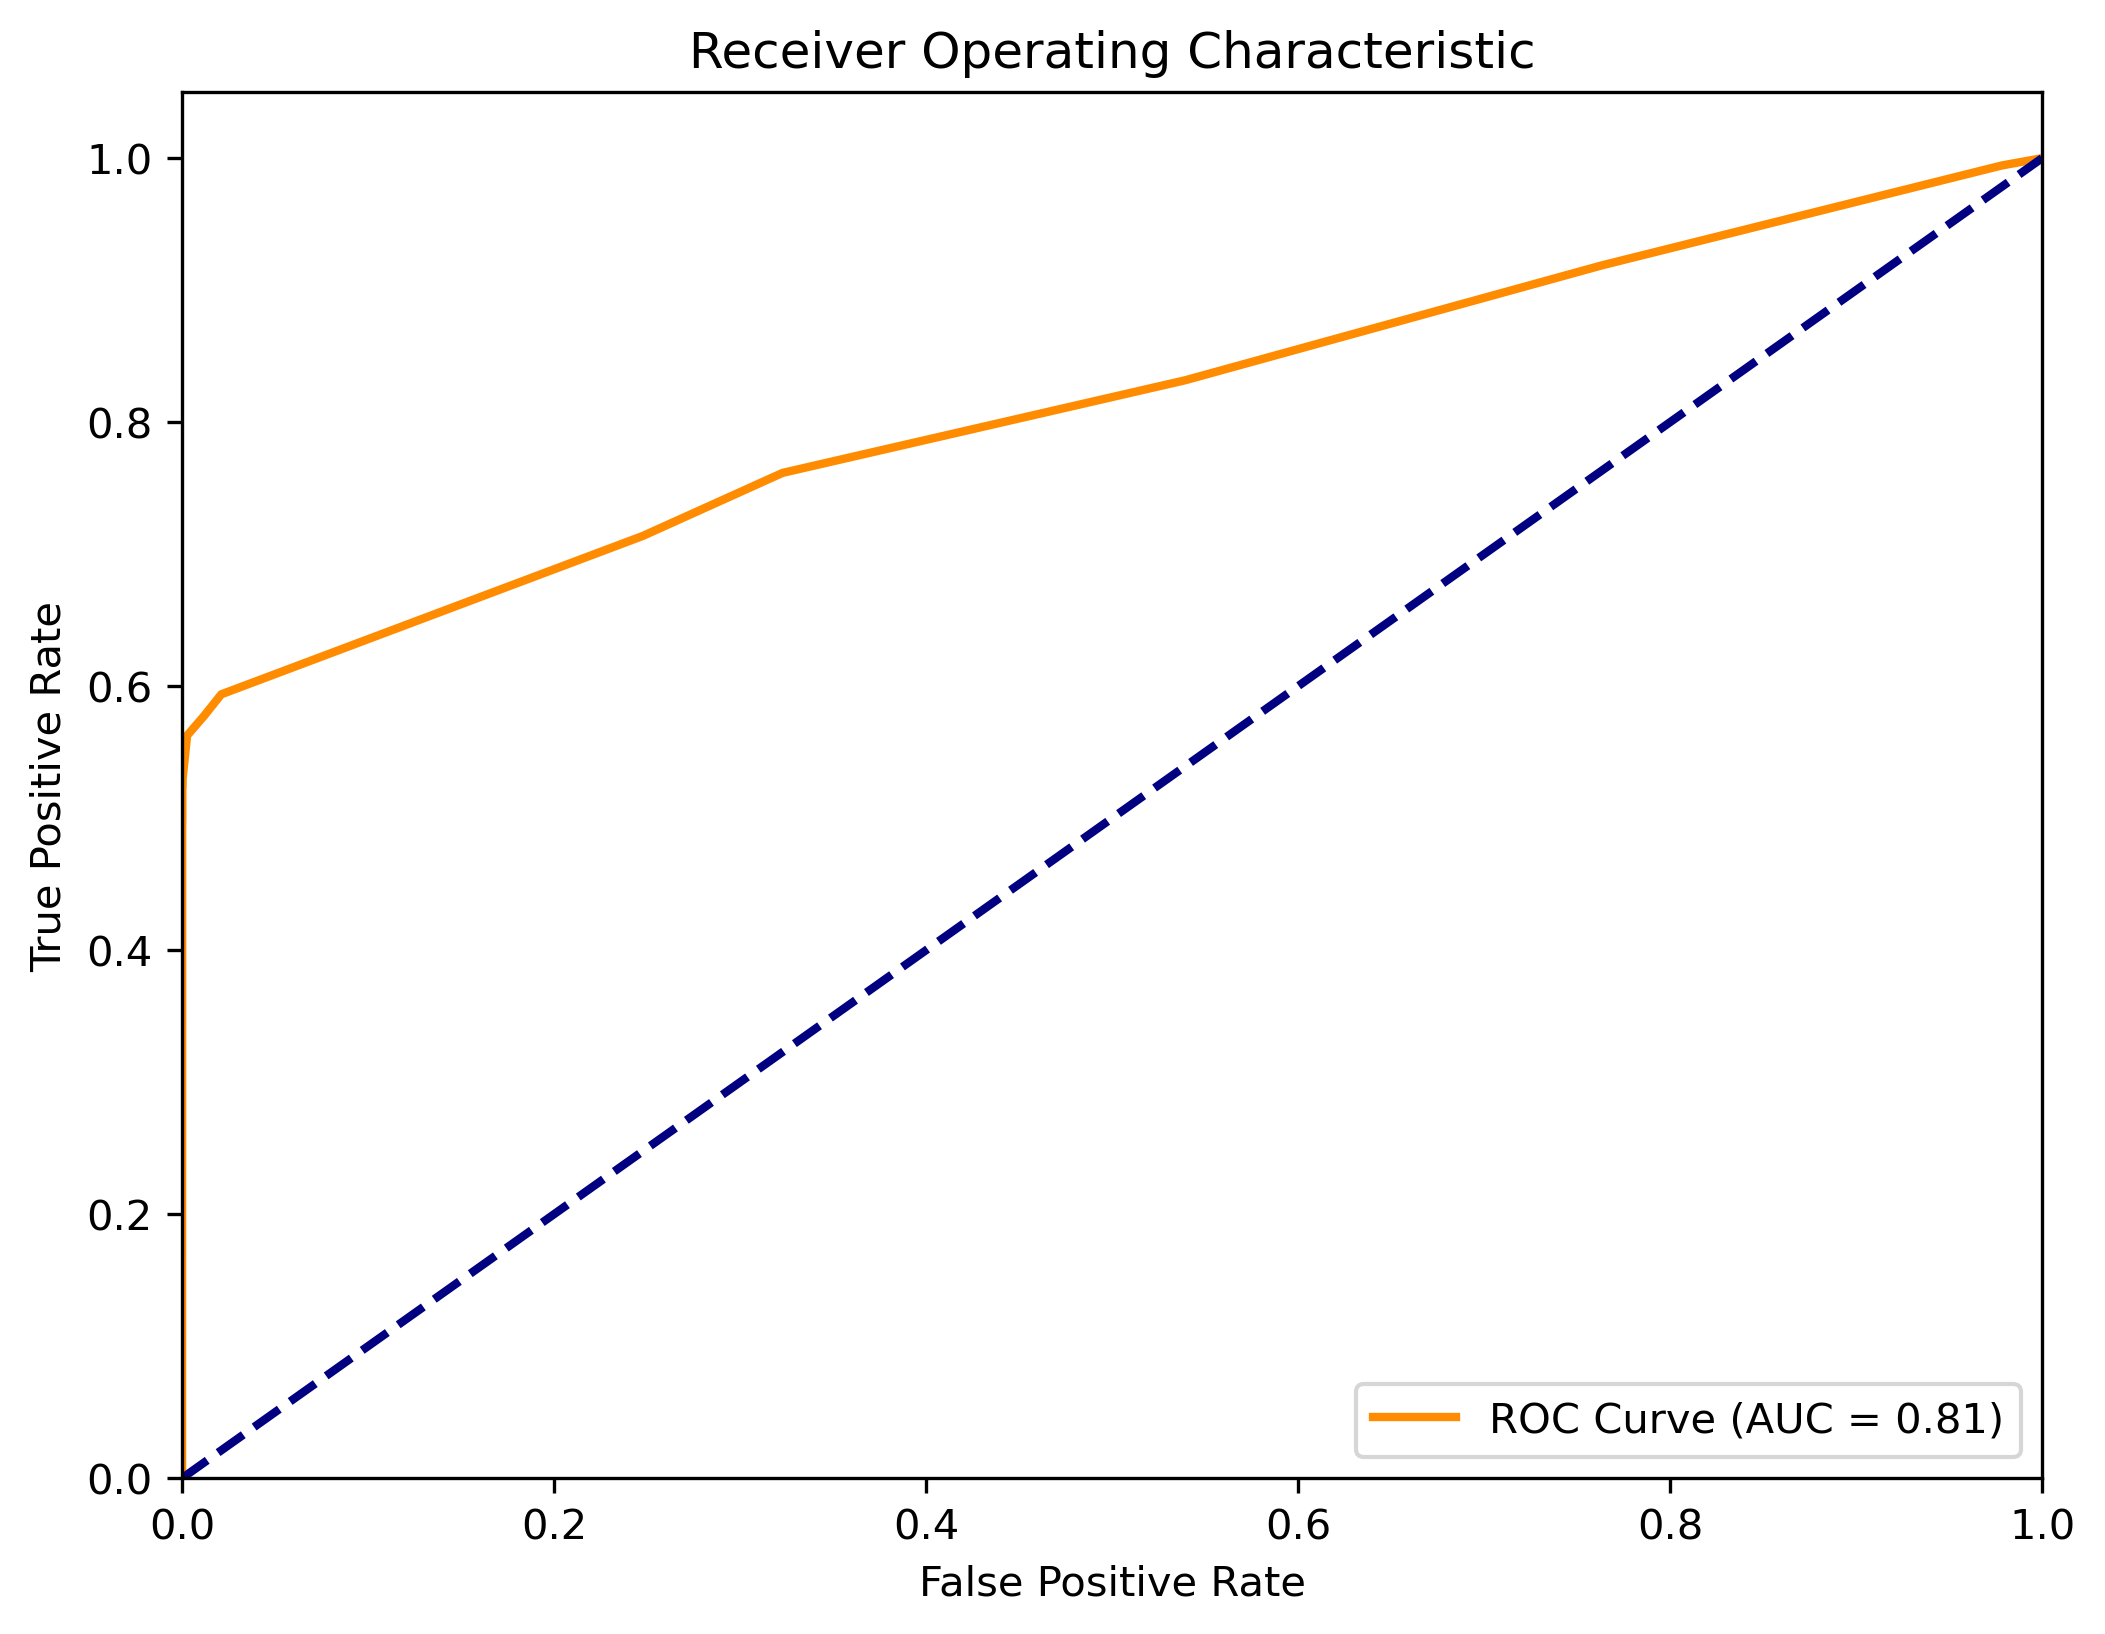 Receiver Operating Characteristic
True Positive Rate
1.0
0.8
0.6
0.4
0.2
0.0
ROC Curve (AUC = 0.81)
0.0 0.2 0.4 0.6 0.8 1.0
False Positive Rate